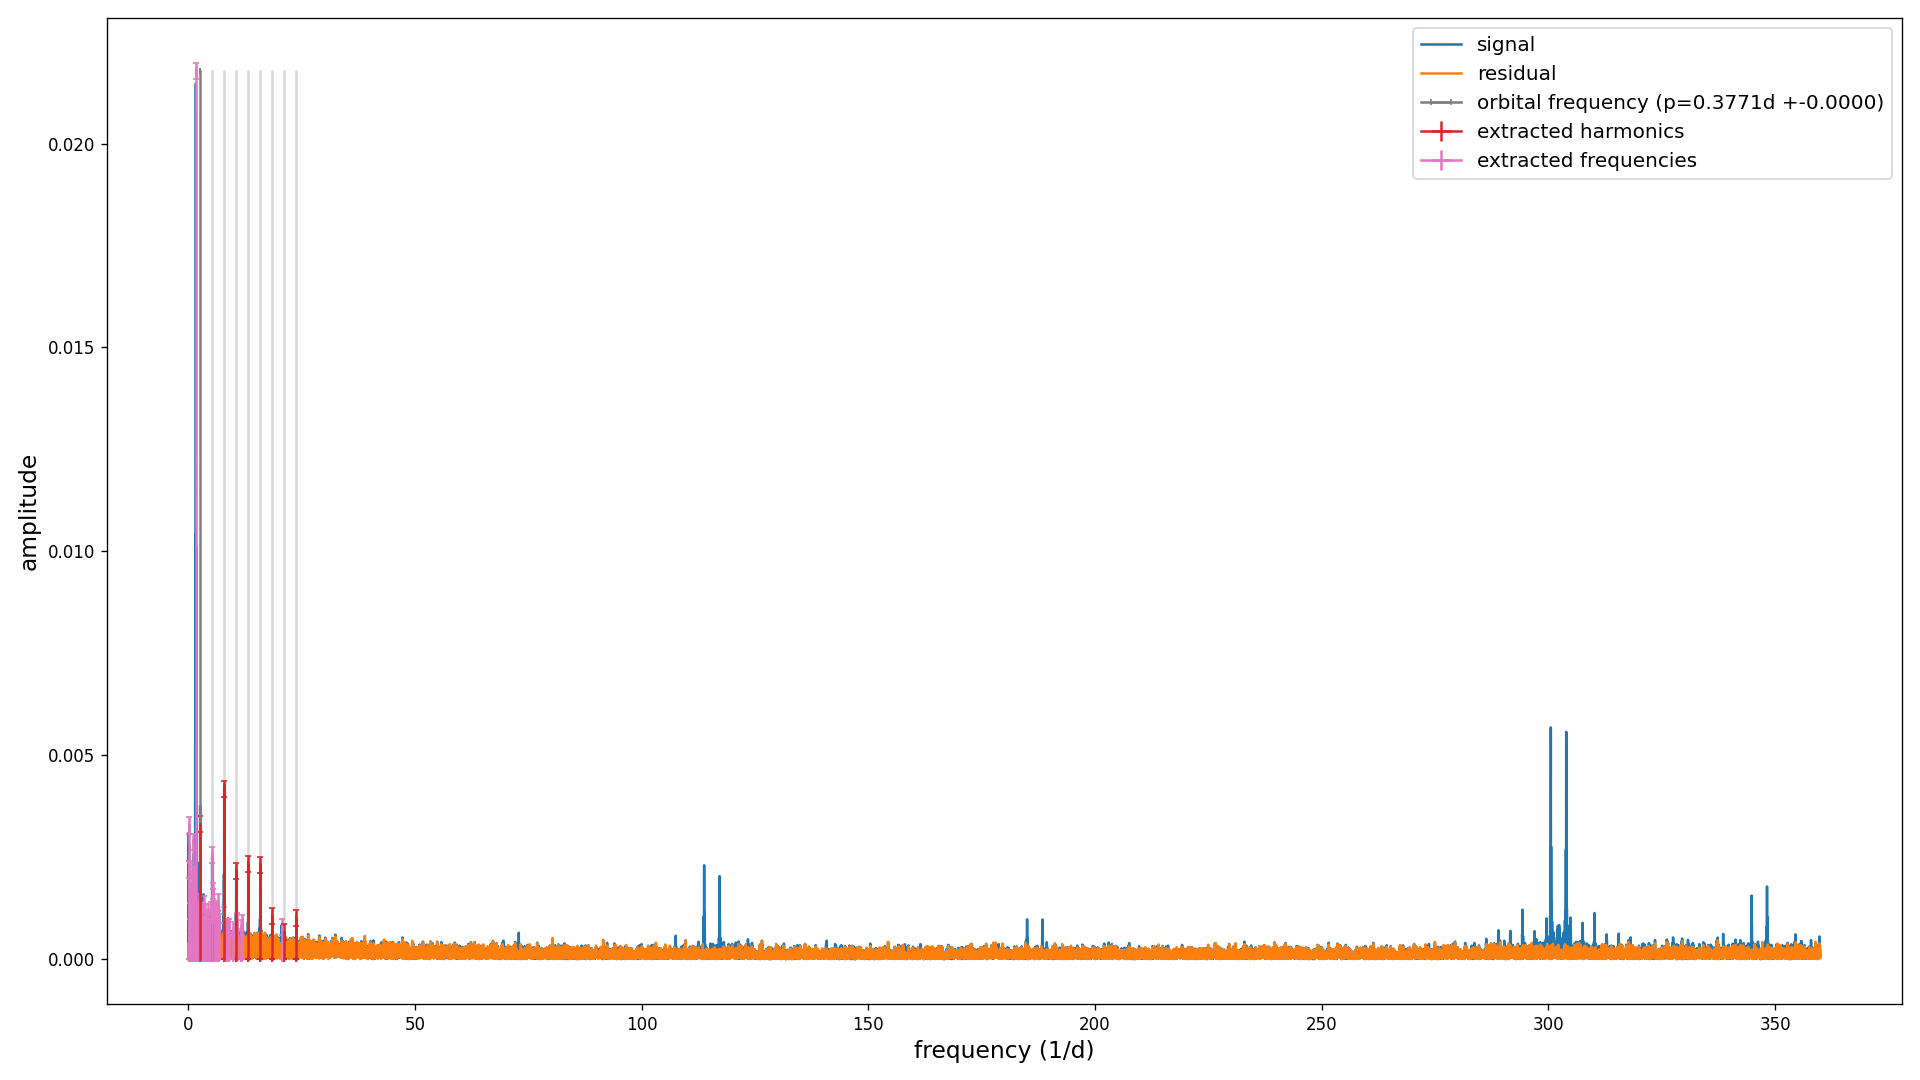 signal
residual
orbital frequency (p=0.3771d +-0.0000)
extracted harmonics
extracted frequencies
0.020
0.015
0.010
0.005
0.000
amplitude
0 50 100 150 200 250 300 350
frequency (1/d)